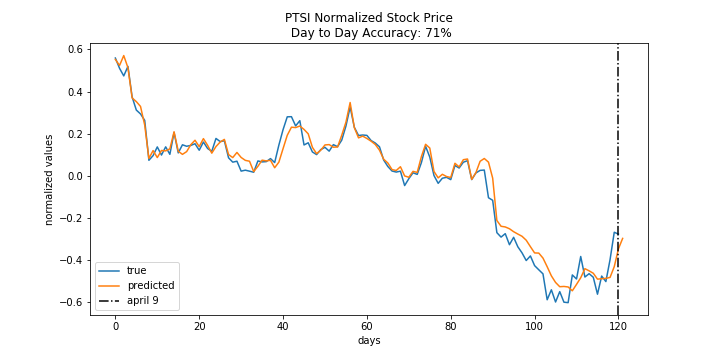 PTSI Normalized Stock Price
Day to Day Accuracy: 71%
normalized values
0.6
0.4
0.2
0.0
−0.2
−0.4
−0.6
true
predicted
april 9
0
20
40
60
80
100
120
days